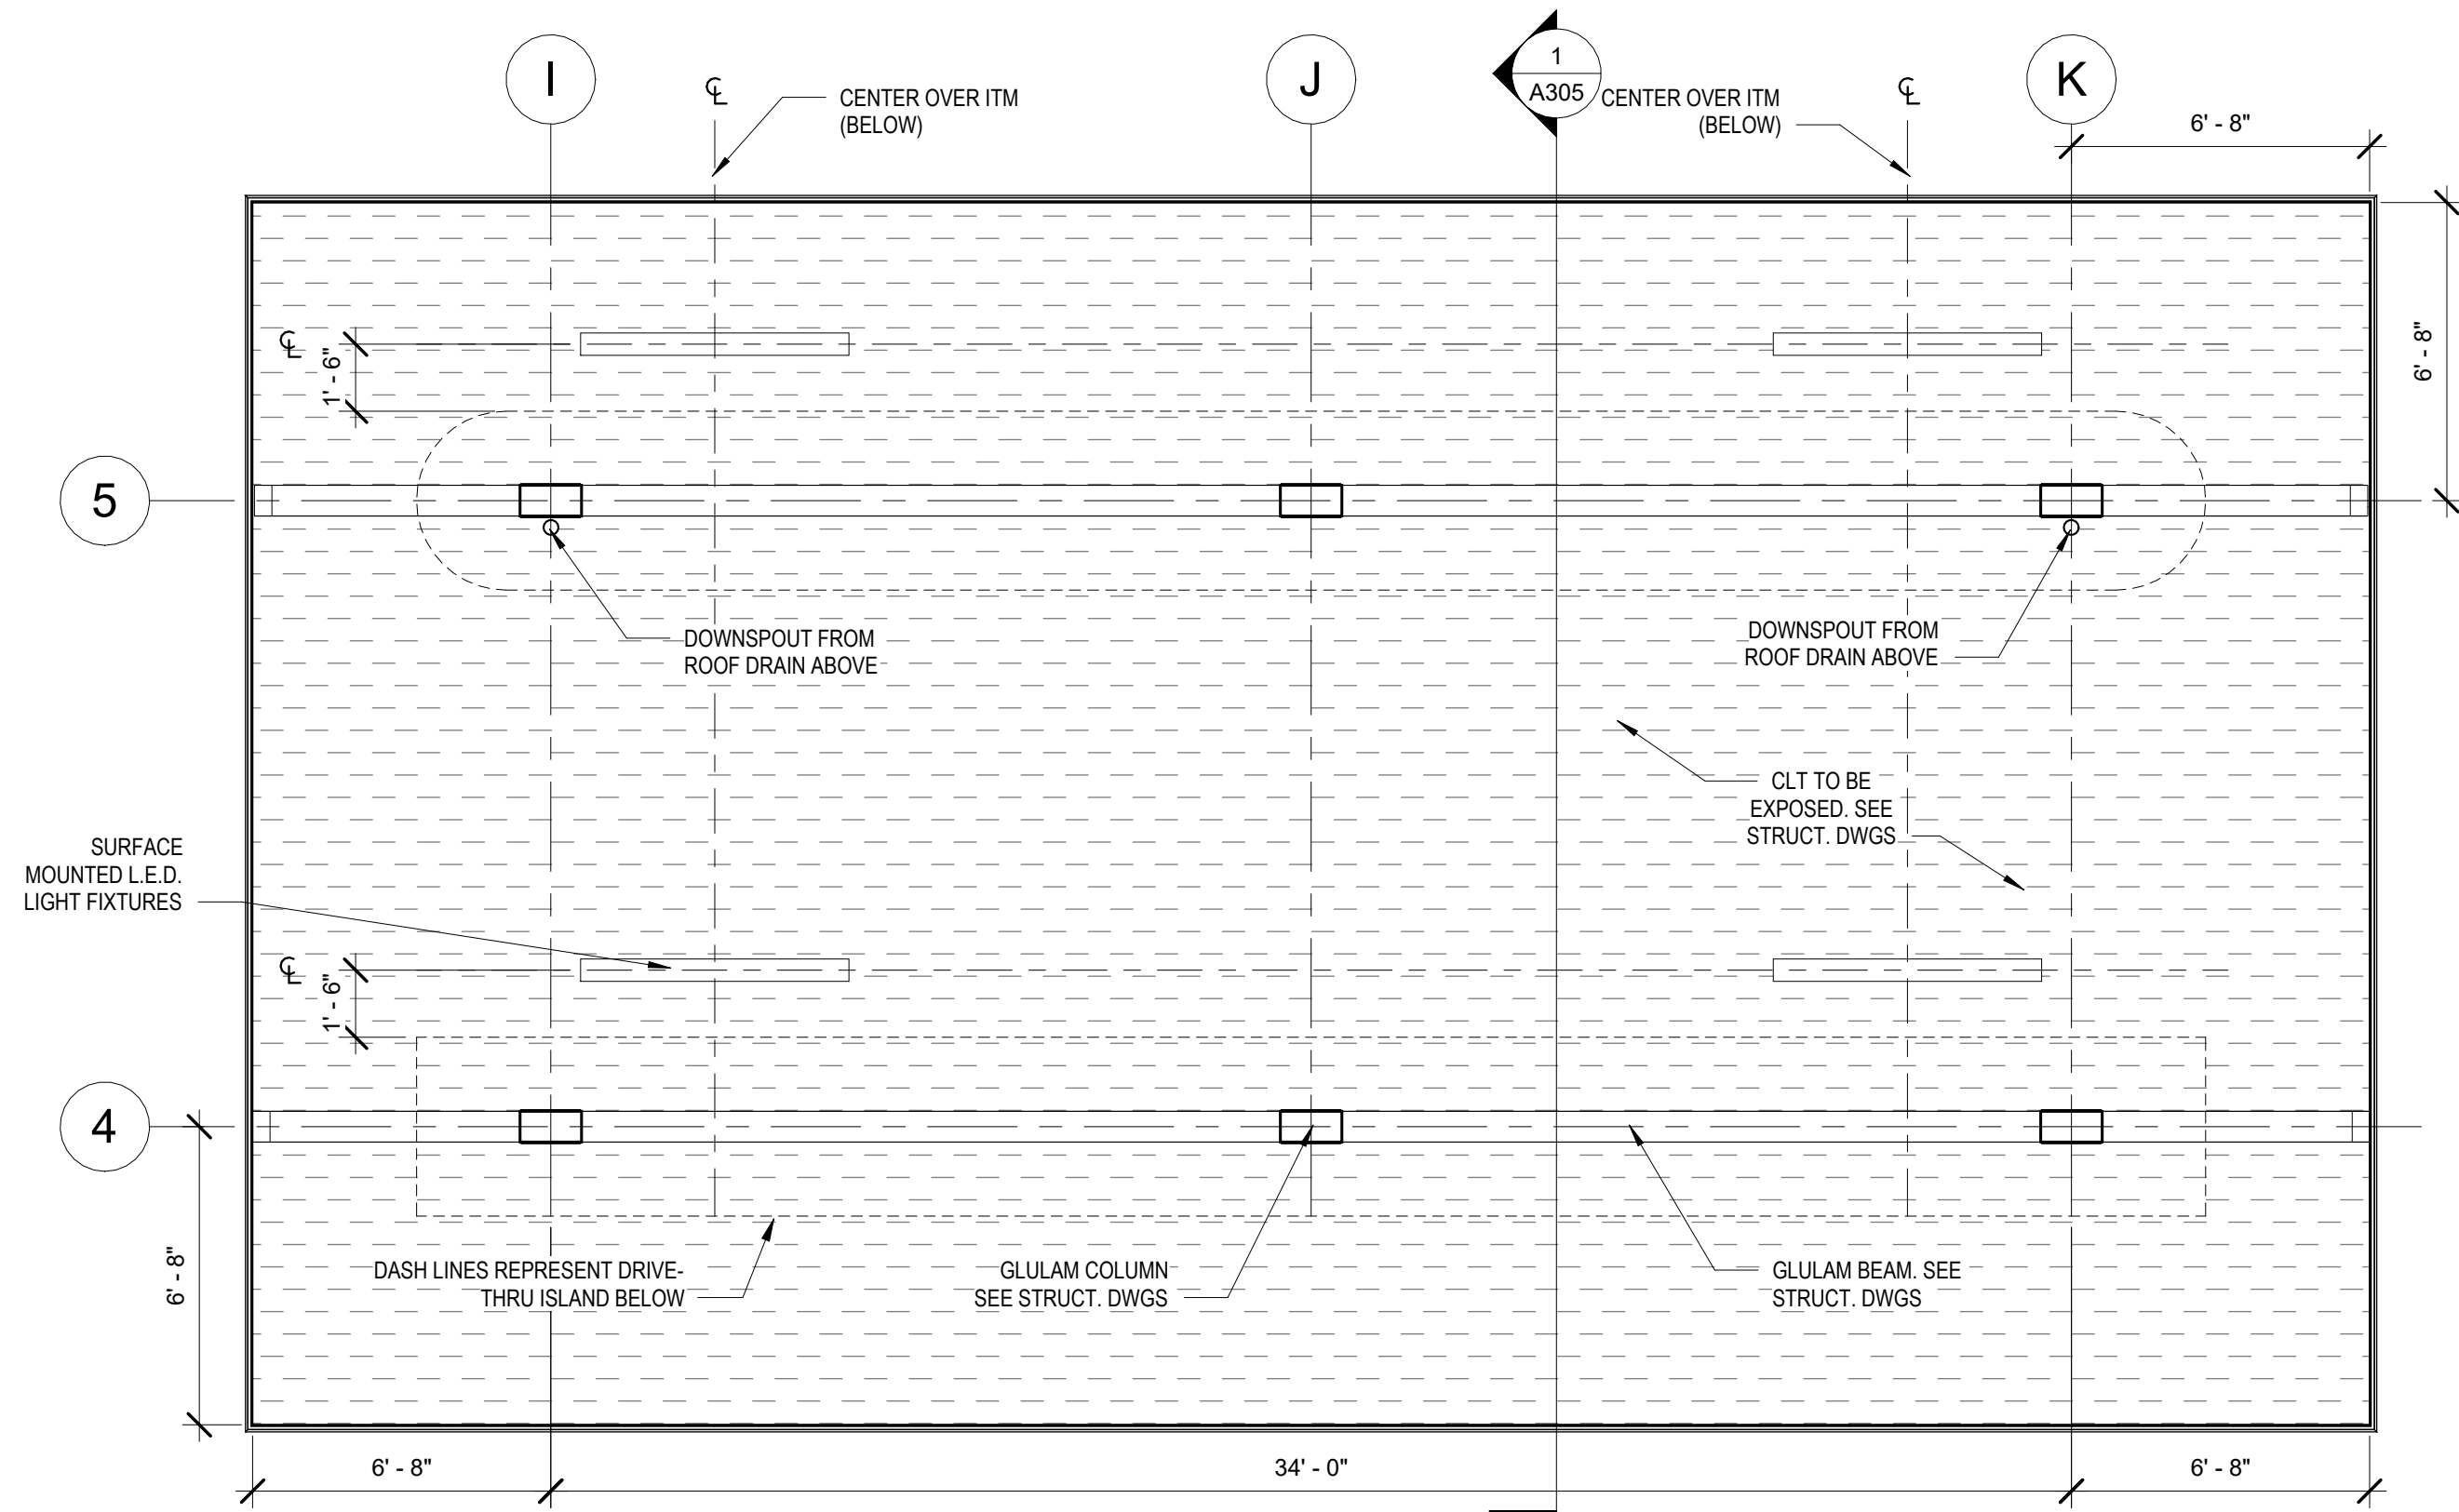 I
J
K
℄
CENTER OVER ITM
(BELOW)
1
A305
CENTER OVER ITM
(BELOW)
℄
6' - 8"
6' - 8"
℄
1' - 6"
5
DOWNSPOUT FROM
ROOF DRAIN ABOVE
DOWNSPOUT FROM
ROOF DRAIN ABOVE
CLT TO BE
EXPOSED. SEE
STRUCT. DWGS
SURFACE
MOUNTED L.E.D.
LIGHT FIXTURES
℄
1' - 6"
4
6' - 8"
DASH LINES REPRESENT DRIVE-
THRU ISLAND BELOW
GLULAM COLUMN
SEE STRUCT. DWGS
GLULAM BEAM. SEE
STRUCT. DWGS
6' - 8"
34' - 0"
6' - 8"